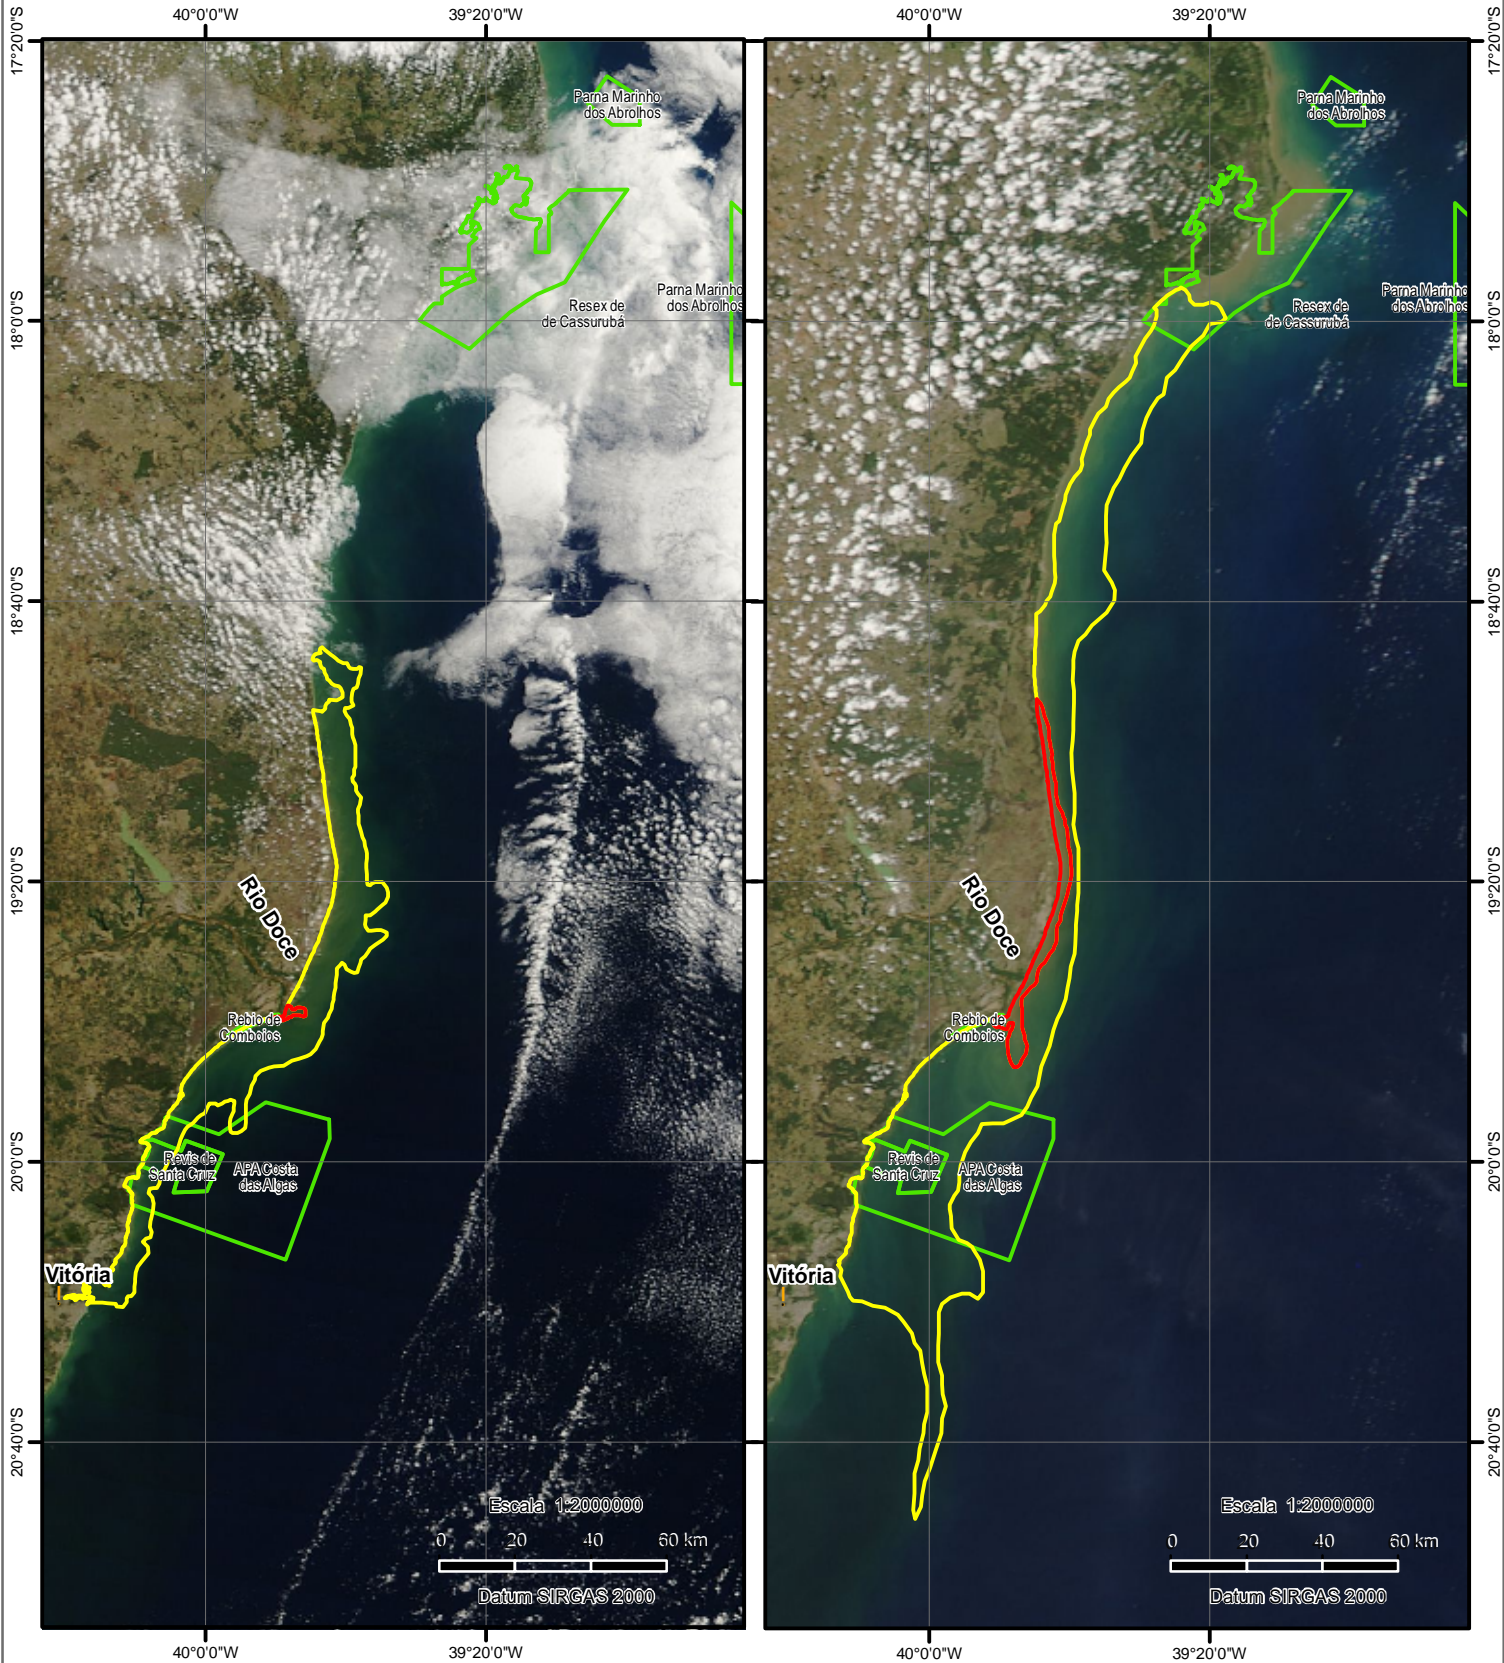 40°0'0"W
39°20'0"W
40°0'0"W
39°20'0"W
17°20'0"S
17°20'0"S
Parna Marinho
dos Abrolhos
Parna Marinho
dos Abrolhos
Parna Marinho
dos Abrolhos
Parna Marinho
dos Abrolhos
Resex de
de Cassurubá
Resex de
de Cassurubá
18°0'0"S
18°0'0"S
18°40'0"S
18°40'0"S
19°20'0"S
19°20'0"S
Rio Doce
Rio Doce
Rebio de
Comboios
Rebio de
Comboios
Revis de
Santa Cruz
APA Costa
das Algas
Revis de
Santa Cruz
APA Costa
das Algas
20°0'0"S
20°0'0"S
Vitória
Vitória
20°40'0"S
20°40'0"S
Escala 1:2000000
0 20 40 60 km
Datum SIRGAS 2000
Escala 1:2000000
0 20 40 60 km
Datum SIRGAS 2000
40°0'0"W
39°20'0"W
40°0'0"W
39°20'0"W